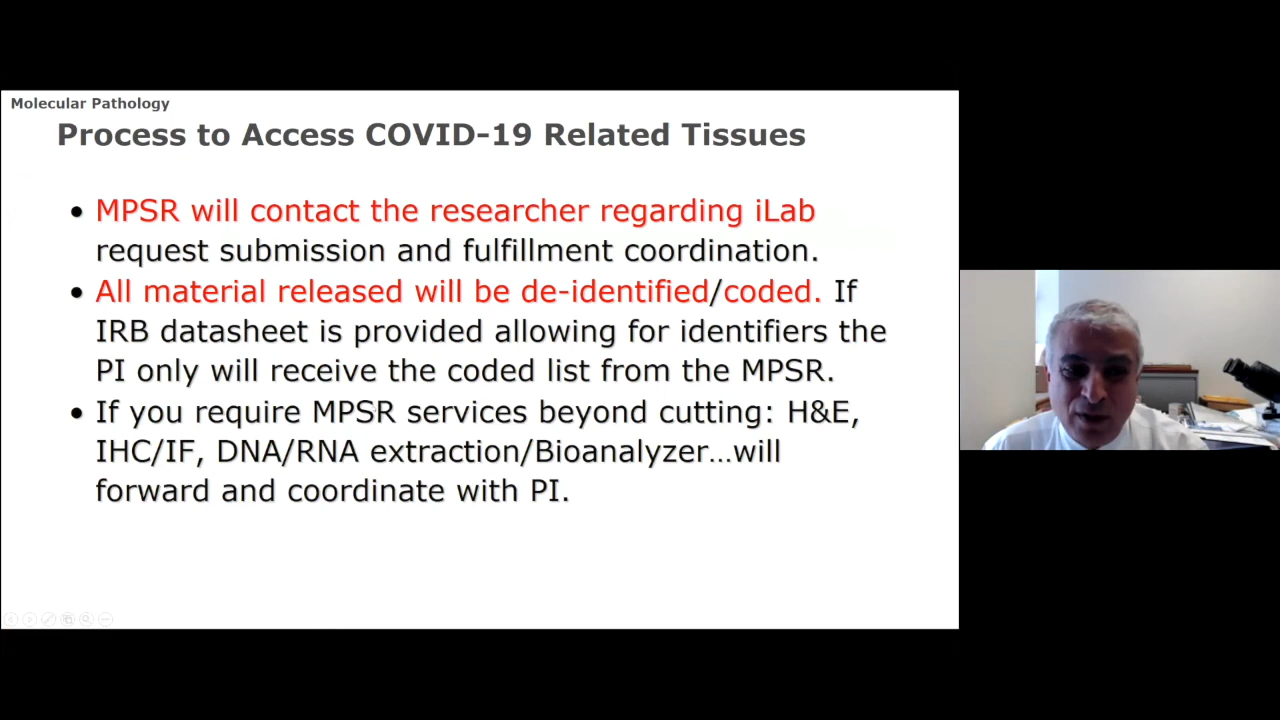 Molecular Pathology
Process to Access COVID-19 Related Tissues
• MPSR will contact the researcher regarding iLab
request submission and fulfillment coordination.
• All material released will be de-identified/coded. If
IRB datasheet is provided allowing for identifiers the
PI only will receive the coded list from the MPSR.
• If you require MPSR services beyond cutting: H&E,
IHC/IF, DNA/RNA extraction/Bioanalyzer…will
forward and coordinate with PI.